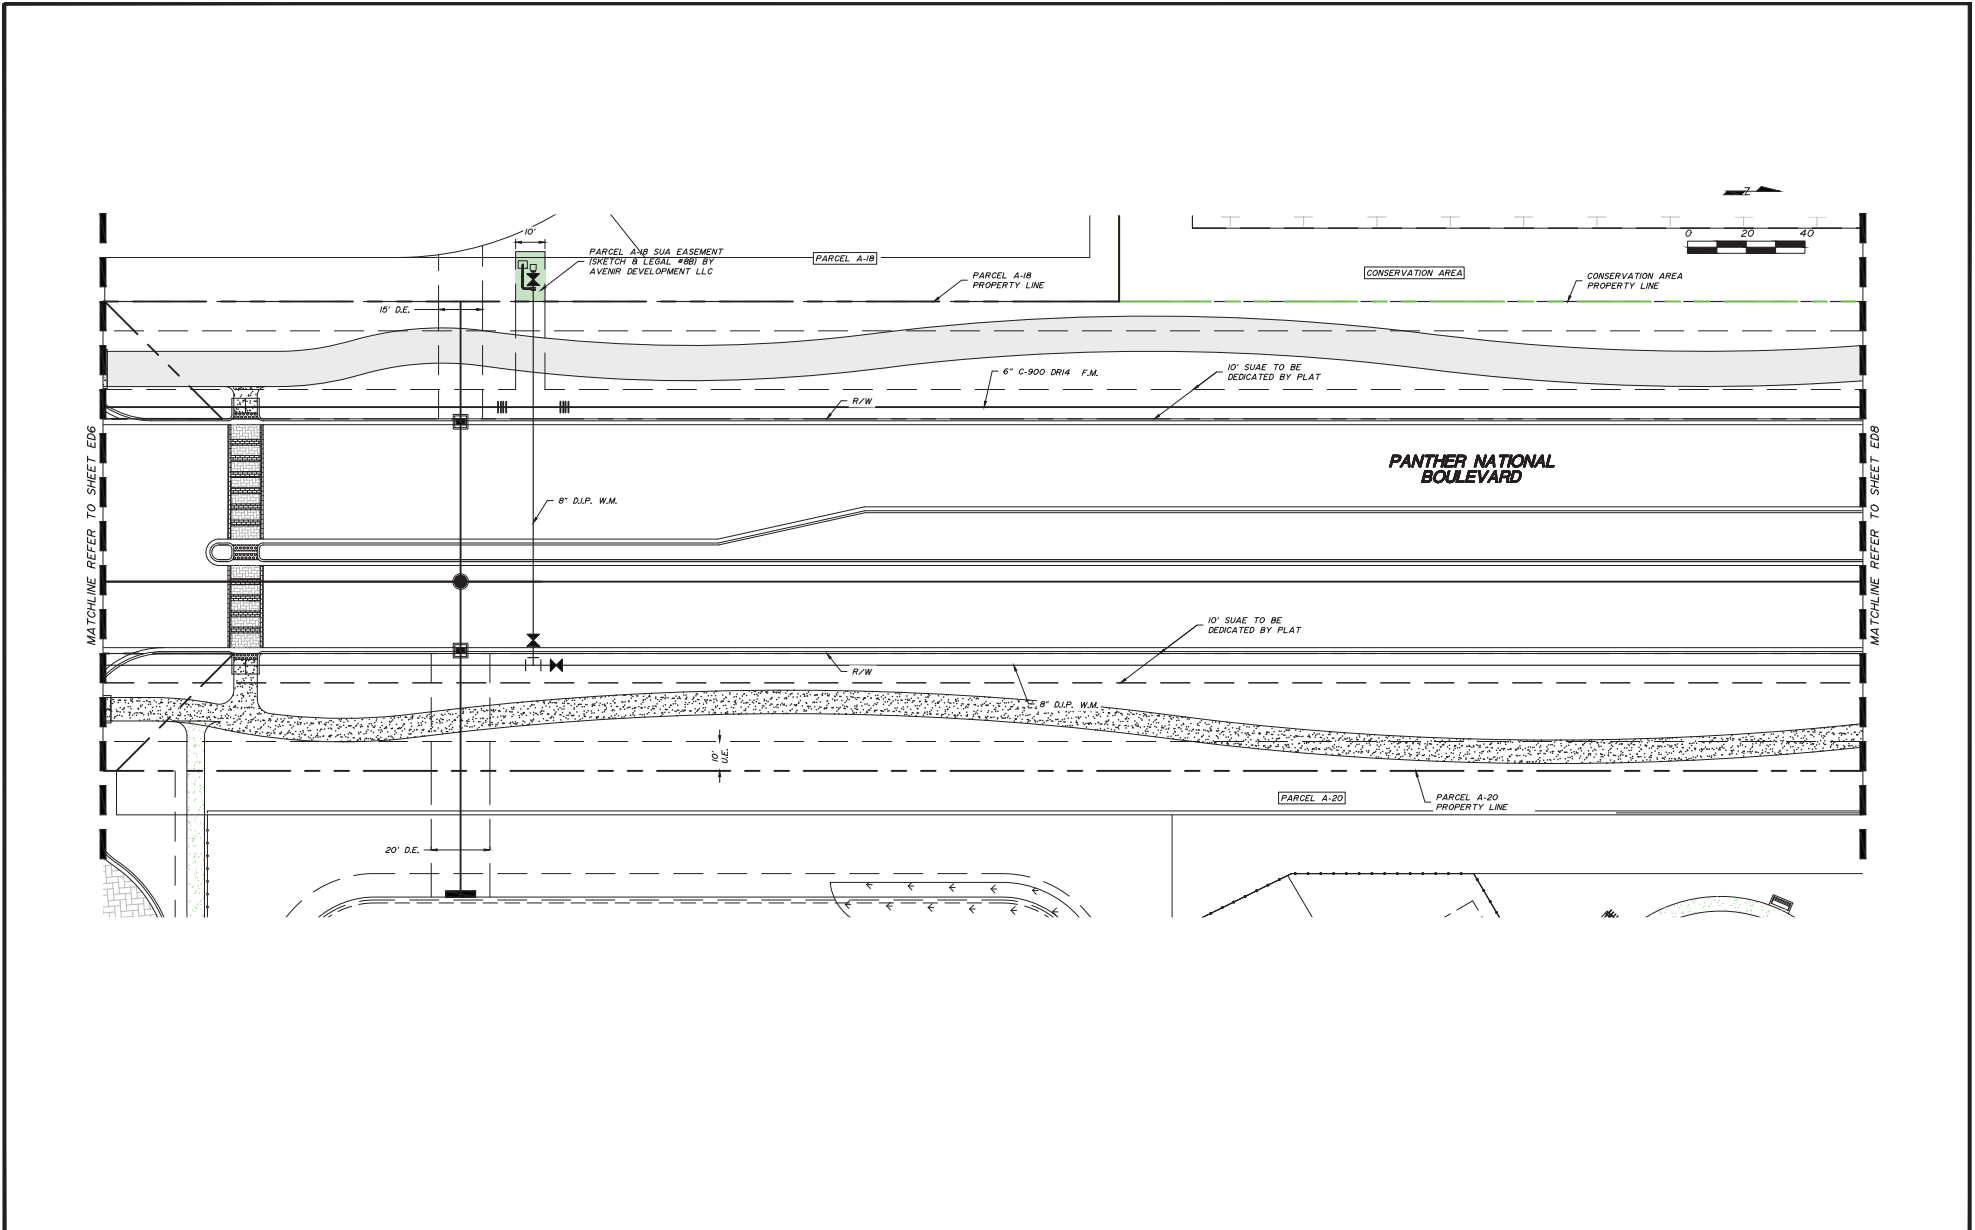 Z
0 20 40
10'
PARCEL A-18 SUA EASEMENT
(SKETCH & LEGAL #8B) BY
AVENIR DEVELOPMENT LLC
PARCEL A-18
PARCEL A-18
PROPERTY LINE
CONSERVATION AREA
CONSERVATION AREA
PROPERTY LINE
15' D.E.
6" C-900 DR14 F.M.
10' SUAE TO BE
DEDICATED BY PLAT
R/W
MATCHLINE REFER TO SHEET ED6
PANTHER NATIONAL
BOULEVARD
MATCHLINE REFER TO SHEET ED8
8" D.I.P. W.M.
10' SUAE TO BE
DEDICATED BY PLAT
R/W
8" D.I.P. W.M.
10'
U.E.
PARCEL A-20
PARCEL A-20
PROPERTY LINE
20' D.E.